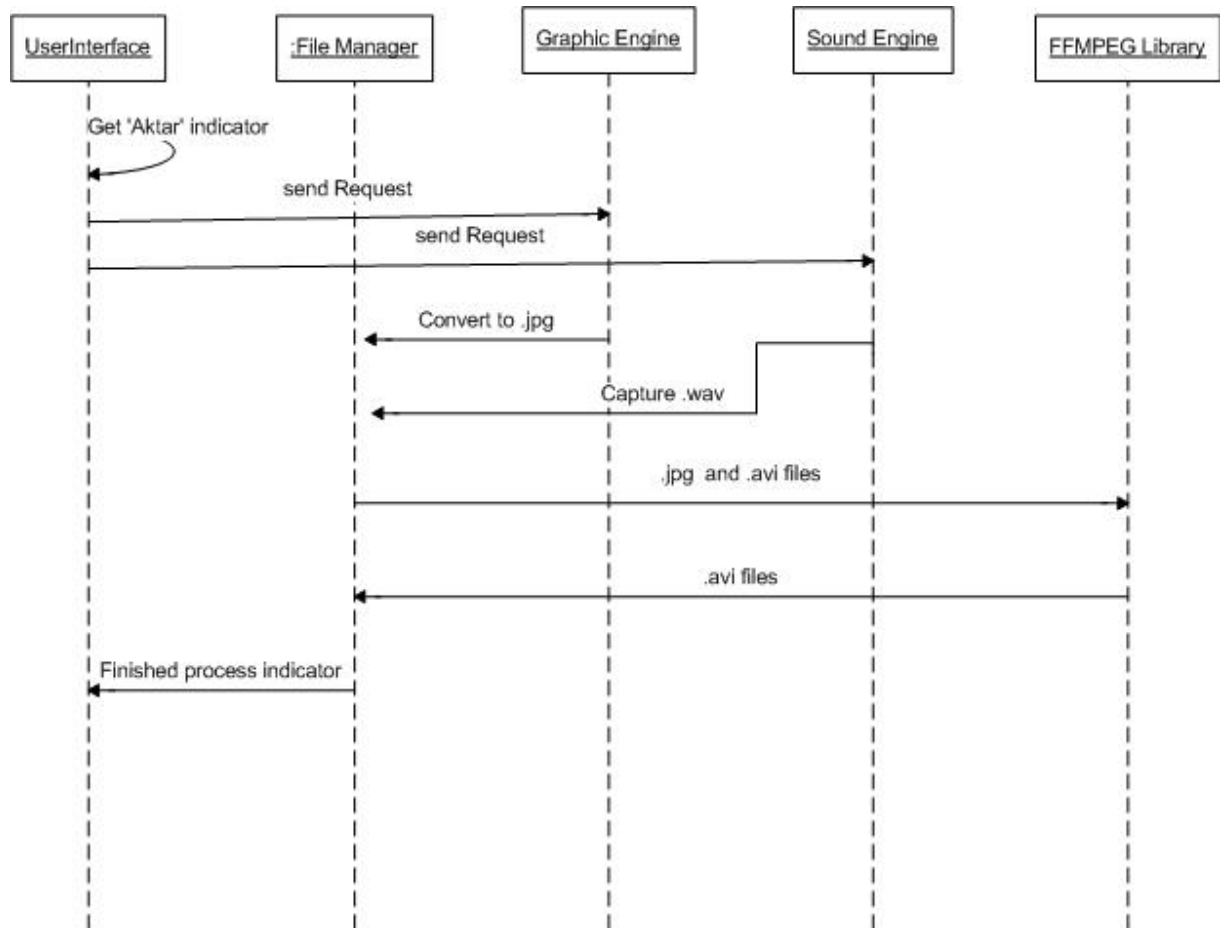 UserInterface
:File Manager
Graphic Engine
Sound Engine
FFMPEG Library
Get 'Aktar' indicator
send Request
send Request
Convert to .jpg
Capture .wav
.jpg and .avi files
.avi files
Finished process indicator